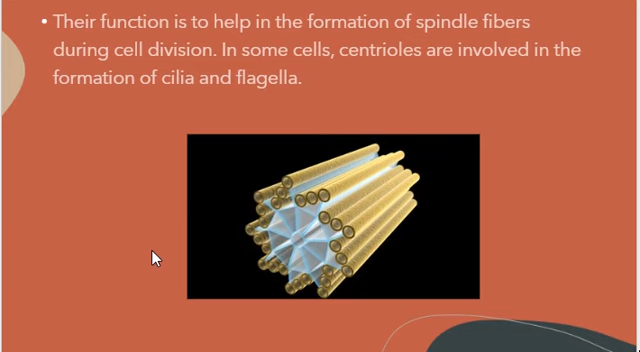 • Their function is to help in the formation of spindle fibers
during cell division. In some cells, centrioles are involved in the
formation of cilia and flagella.